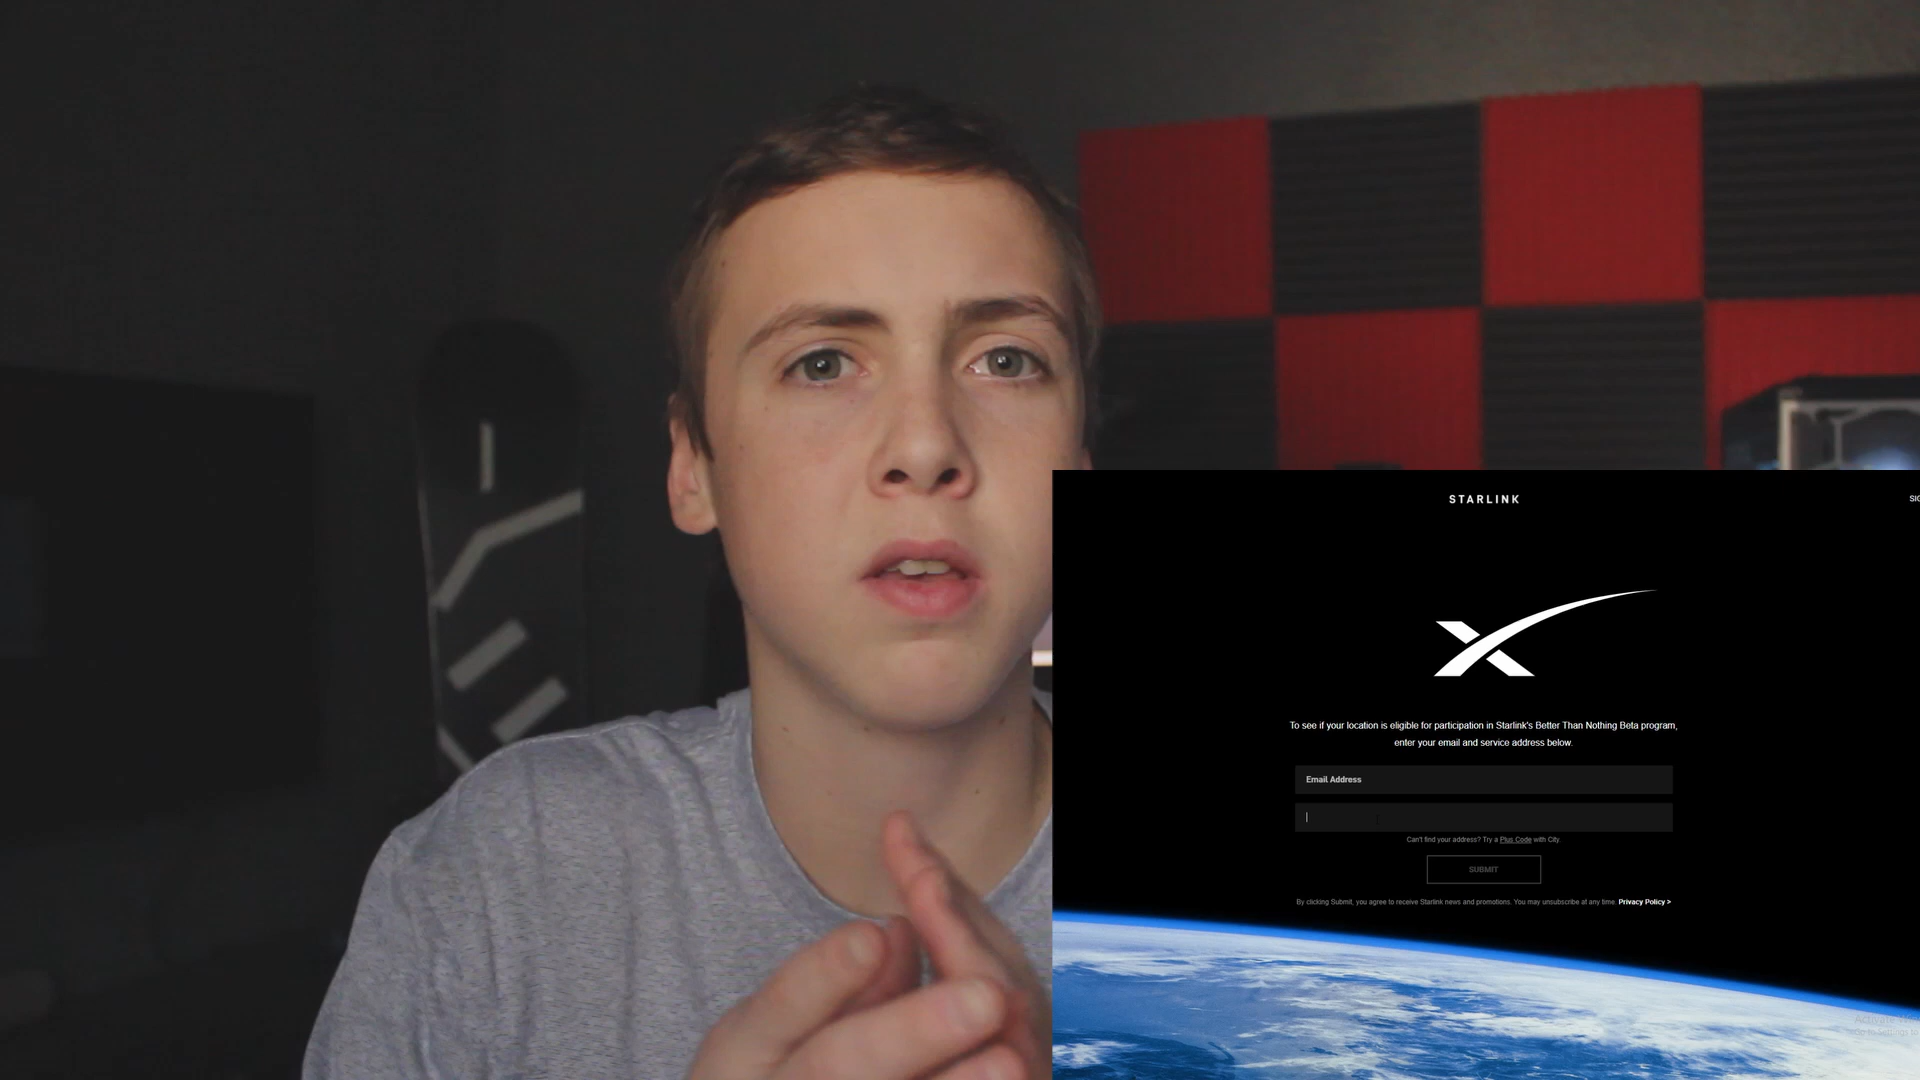 STARLINK
To see if your location is eligible for participation in Starlink's Better Than Nothing Beta program,
enter your email and service address below.
Email Address
Can't find your address? Try a Plus Code with City
SUBMIT
By clicking Submit, you agree to receive Starlink news and promotions. You may unsubscribe at any time. Privacy Policy >